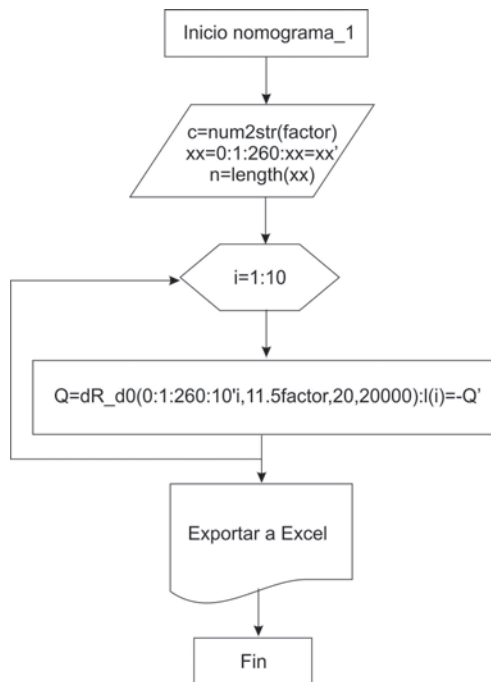 Inicio nomograma_1
c=num2str(factor)
xx=0:1:260:xx=xx'
n=length(xx)
i=1:10
Q=dR_d0(0:1:260:10'i,11.5factor,20,20000):I(i)=-Q'
Exportar a Excel
Fin